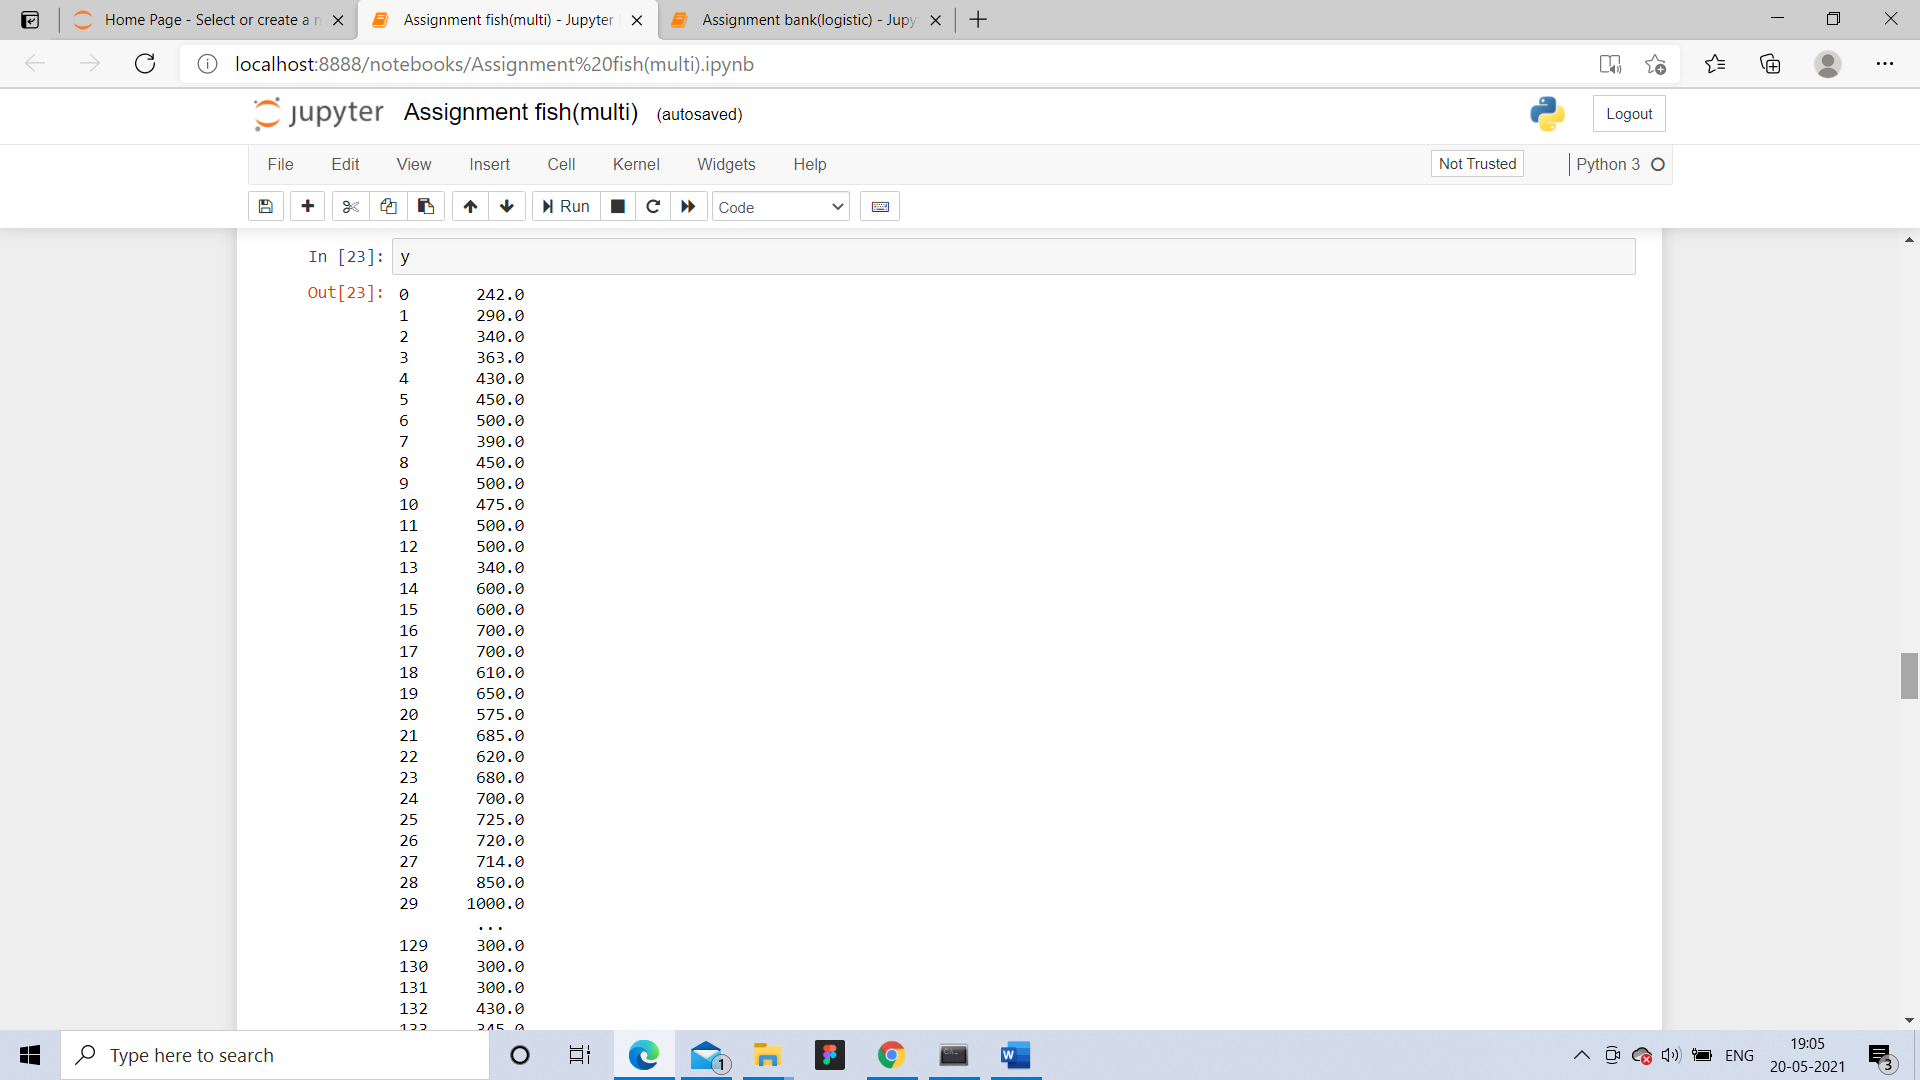 Home Page - Select or create a n
Assignment fish(multi) - Jupyter
Assignment bank(logistic) - Jupy
localhost:8888/notebooks/Assignment%20fish(multi).ipynb
jupyter Assignment fish(multi) (autosaved)
Logout
File Edit View Insert Cell Kernel Widgets Help
Not Trusted
Python 3
Run
Code
In [23]: y
Out[23]: 0 242.0
1 290.0
2 340.0
3 363.0
4 430.0
5 450.0
6 500.0
7 390.0
8 450.0
9 500.0
10 475.0
11 500.0
12 500.0
13 340.0
14 600.0
15 600.0
16 700.0
17 700.0
18 610.0
19 650.0
20 575.0
21 685.0
22 620.0
23 680.0
24 700.0
25 725.0
26 720.0
27 714.0
28 850.0
29 1000.0
...
129 300.0
130 300.0
131 300.0
132 430.0
133 345.0
Type here to search
1
ENG
19:05
20-05-2021
3